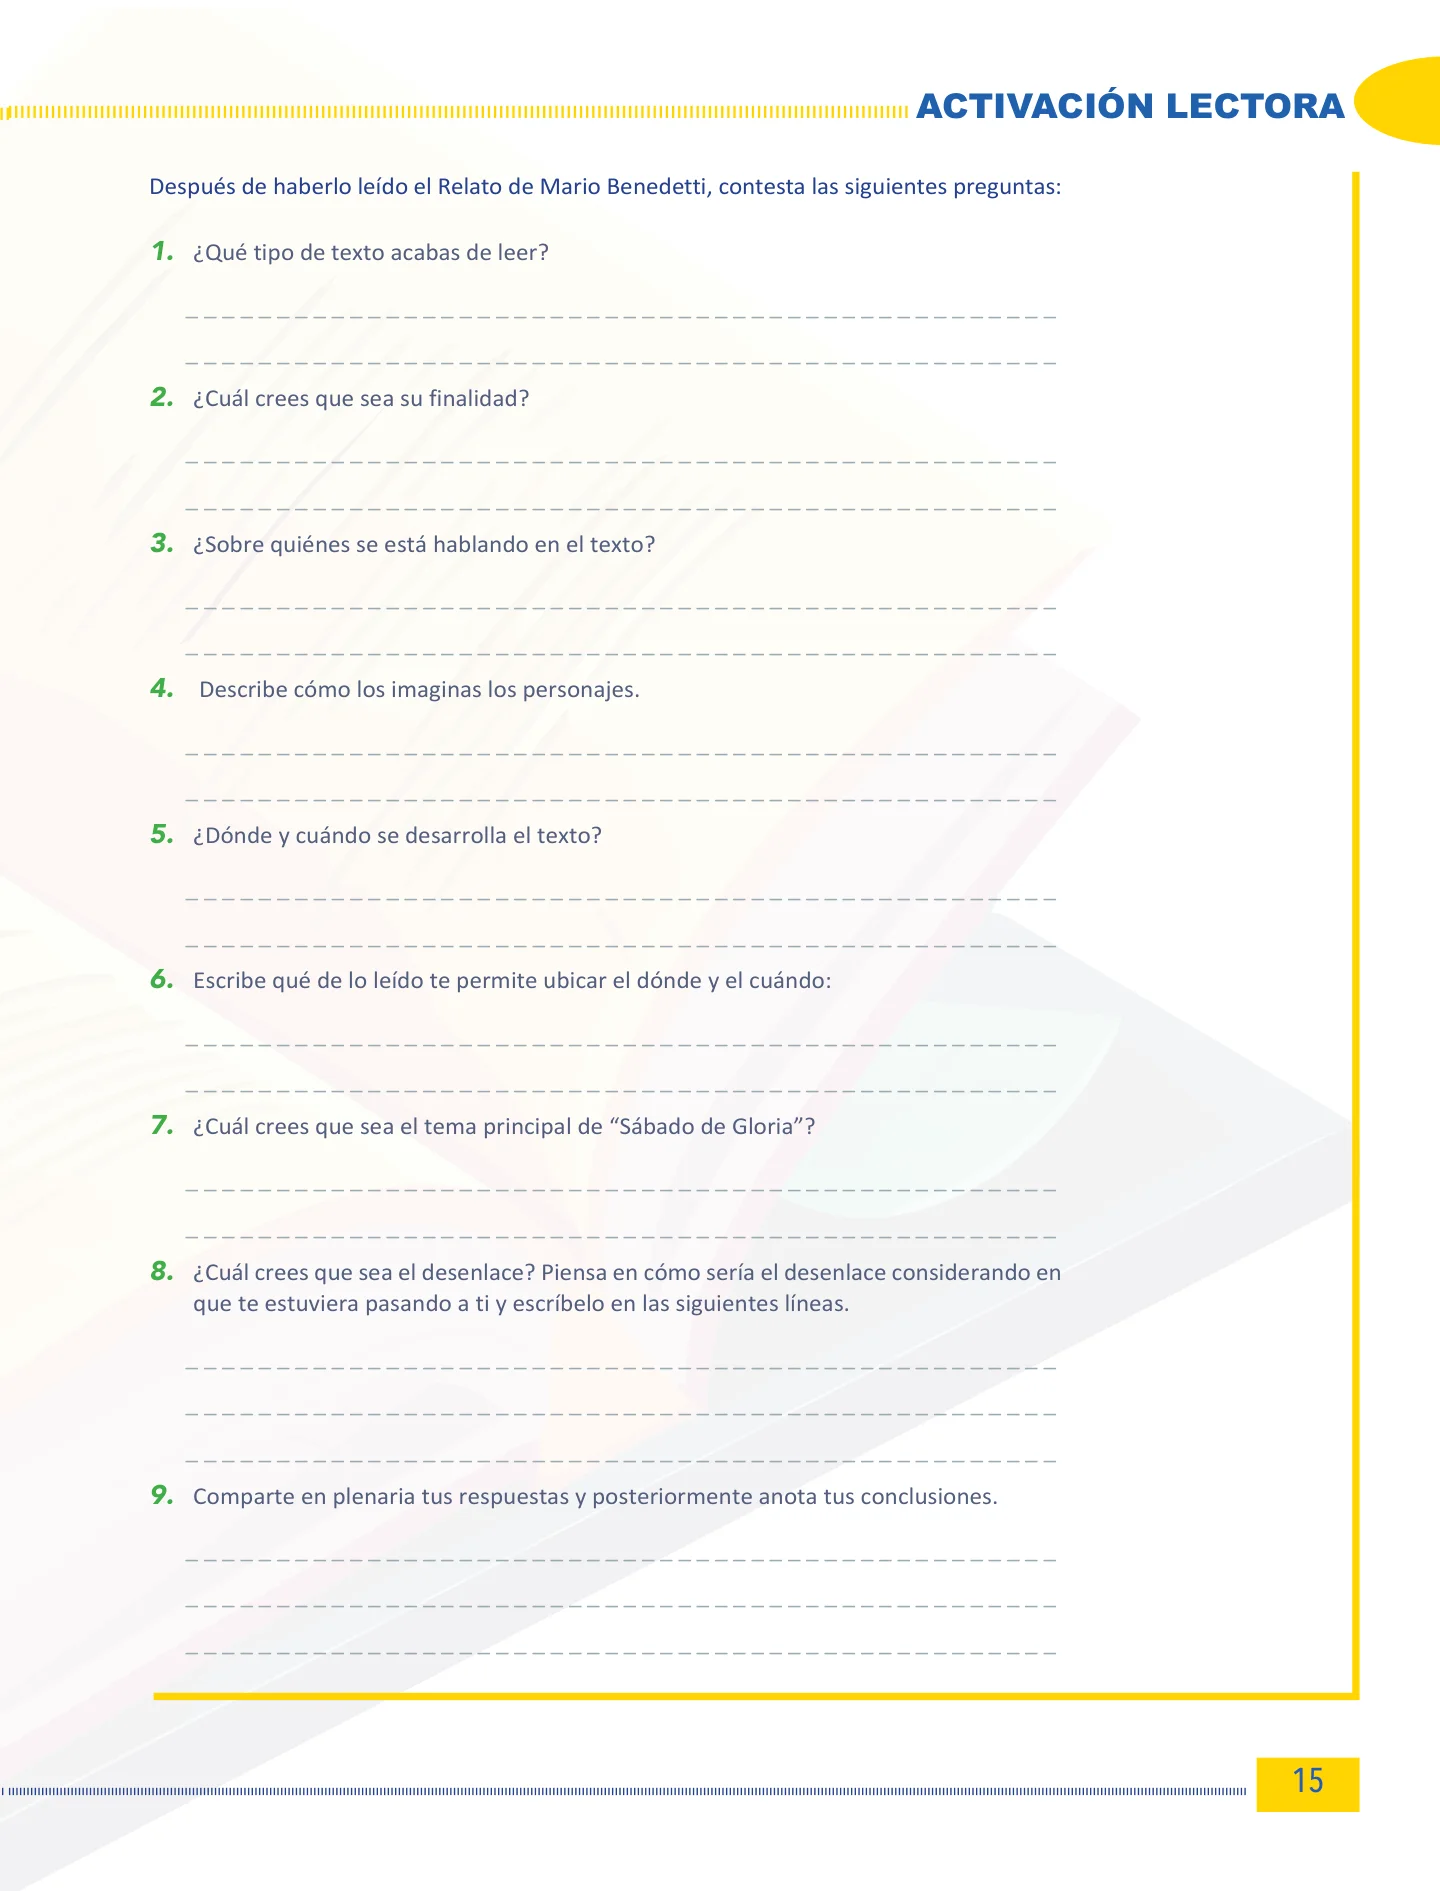 ACTIVACIÓN LECTORA
Después de haberlo leído el Relato de Mario Benedetti, contesta las siguientes preguntas:
1. ¿Qué tipo de texto acabas de leer?
2. ¿Cuál crees que sea su finalidad?
3. ¿Sobre quiénes se está hablando en el texto?
4. Describe cómo los imaginas los personajes.
5. ¿Dónde y cuándo se desarrolla el texto?
6. Escribe qué de lo leído te permite ubicar el dónde y el cuándo:
7. ¿Cuál crees que sea el tema principal de “Sábado de Gloria”?
8. ¿Cuál crees que sea el desenlace? Piensa en cómo sería el desenlace considerando en
que te estuviera pasando a ti y escríbelo en las siguientes líneas.
9. Comparte en plenaria tus respuestas y posteriormente anota tus conclusiones.
15